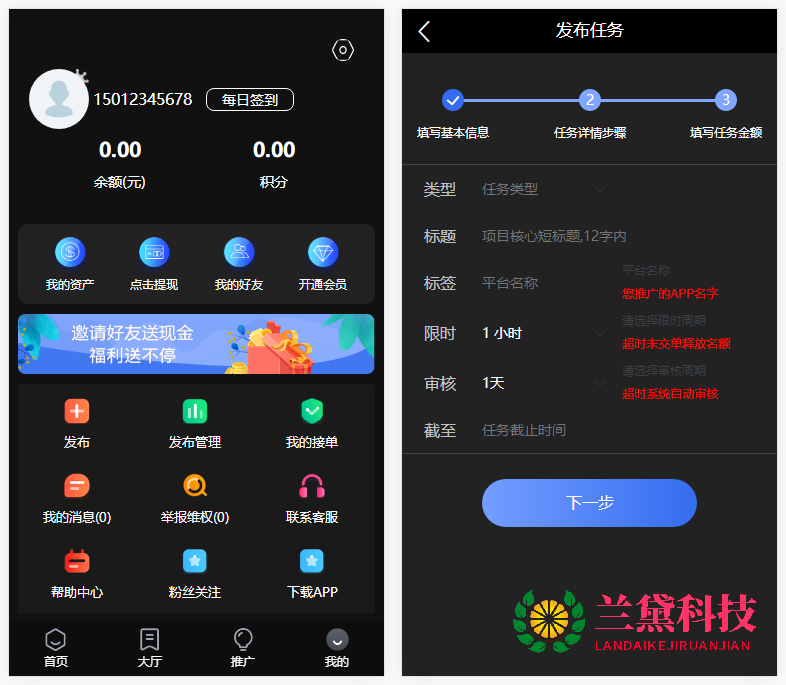 15012345678
每日签到
0.00
0.00
余额(元)
积分
我的资产
点击提现
我的好友
开通会员
邀请好友送现金
福利送不停
发布
发布管理
我的接单
我的消息(0)
举报维权(0)
联系客服
帮助中心
粉丝关注
下载APP
首页
大厅
推广
我的
发布任务
2
3
填写基本信息
任务详情步骤
填写任务金额
类型
任务类型
标题
项目核心短标题,12字内
标签
平台名称
平台名称
您推广的APP名字
限时
1 小时
请选择限时周期
超时未交单释放名额
审核
1天
请选择审核周期
超时系统自动审核
截至
任务截止时间
下一步
兰黛科技
LANDAIKEJIRUANJIAN